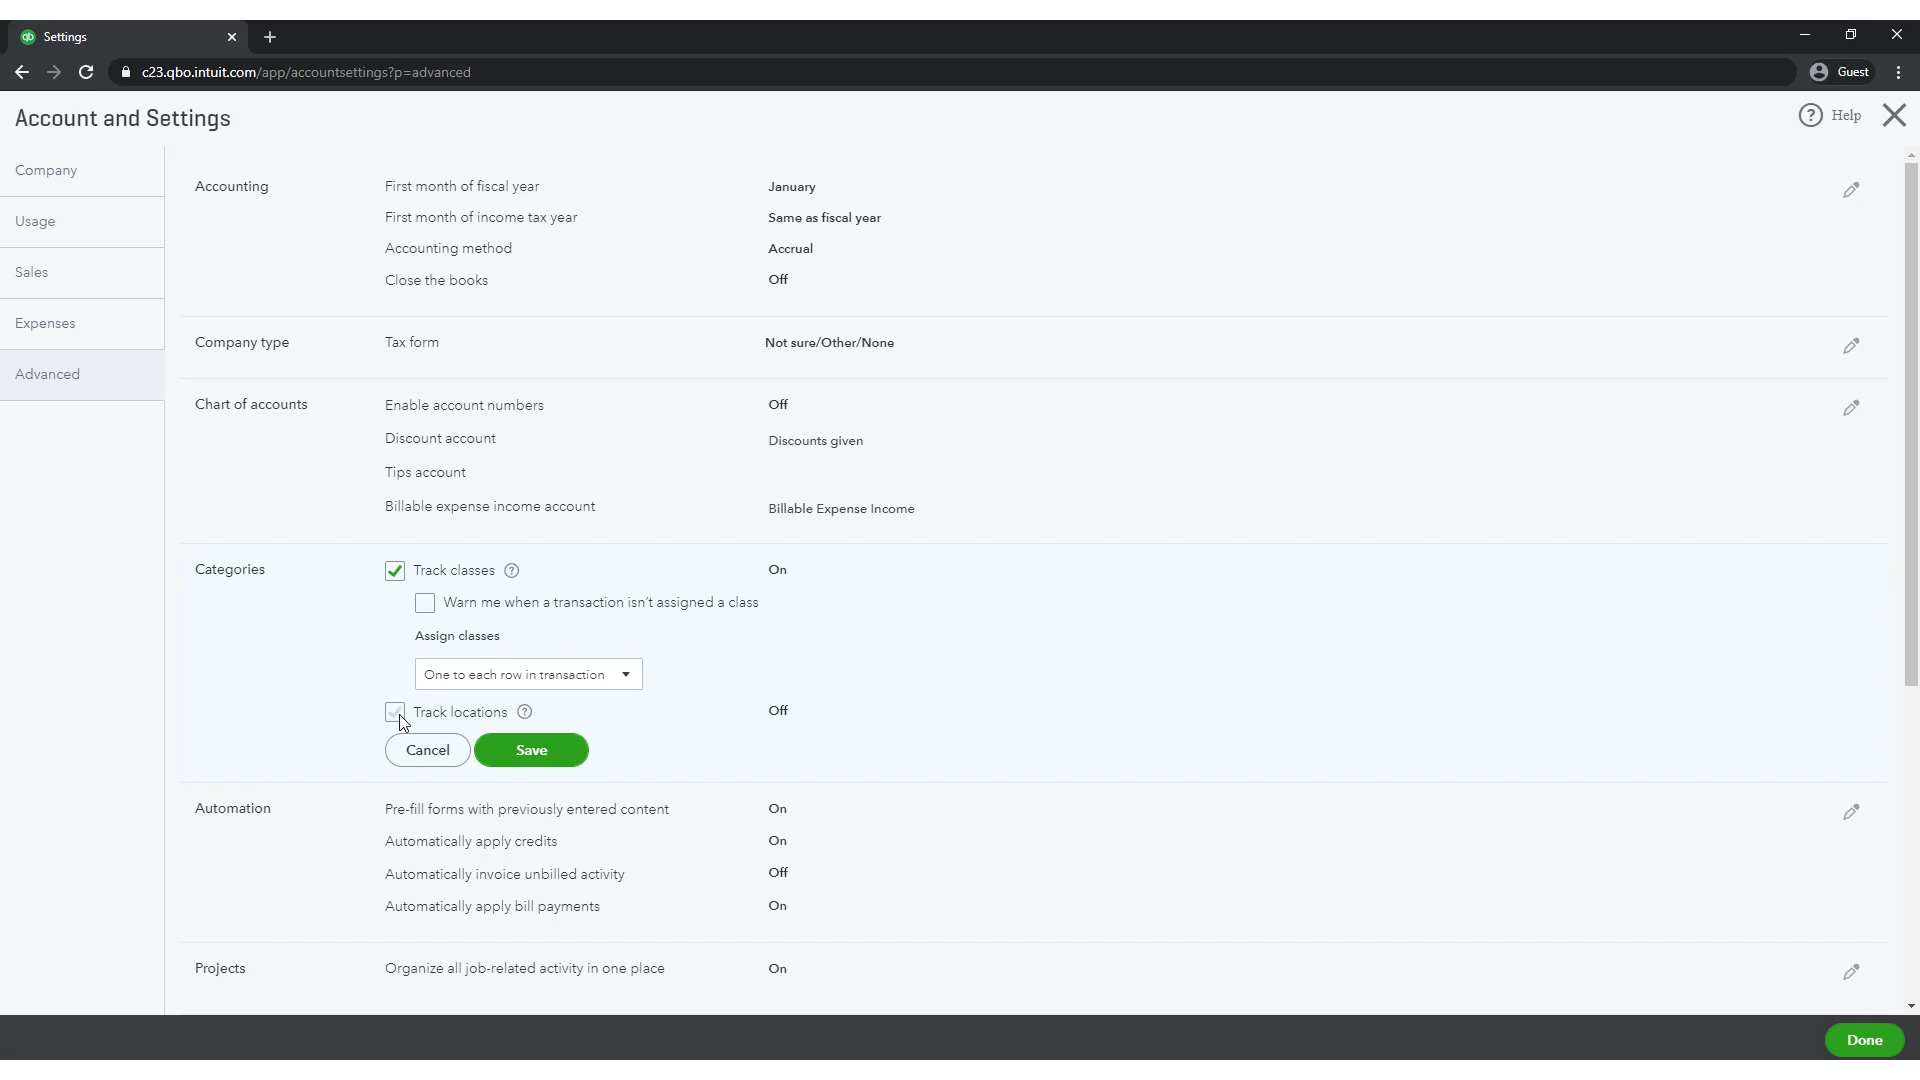 Settings
c23.qbo.intuit.com/app/accountsettings?p=advanced
Guest
Account and Settings
Help
Company
Usage
Sales
Expenses
Advanced
Accounting
First month of fiscal year January
First month of income tax year Same as fiscal year
Accounting method Accrual
Close the books Off
Company type
Tax form Not sure/Other/None
Chart of accounts
Enable account numbers Off
Discount account Discounts given
Tips account
Billable expense income account Billable Expense Income
Categories
Track classes ? On
Warn me when a transaction isn't assigned a class
Assign classes
One to each row in transaction
Track locations ? Off
Cancel Save
Automation
Pre-fill forms with previously entered content On
Automatically apply credits On
Automatically invoice unbilled activity Off
Automatically apply bill payments On
Projects
Organize all job-related activity in one place On
Done